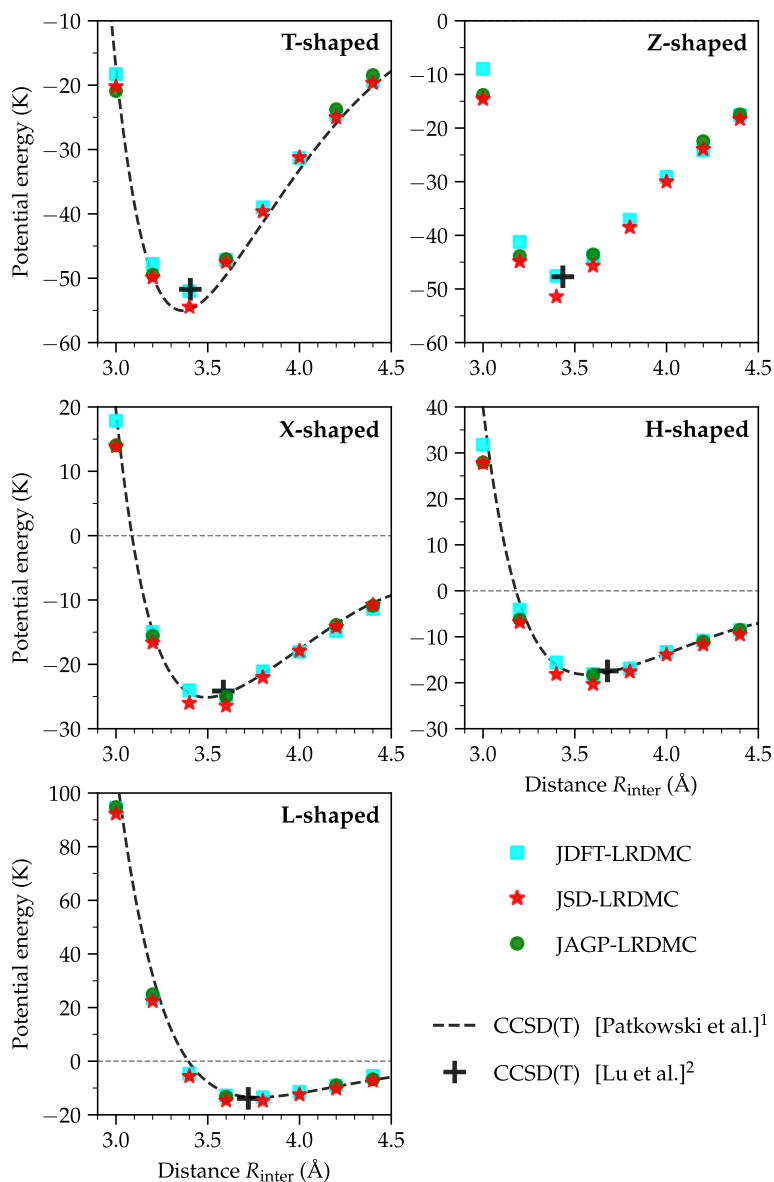 T-shaped
Potential energy (K)
−10
−20
−30
−40
−50
−60
3.0 3.5 4.0 4.5
Z-shaped
Potential energy (K)
0
−10
−20
−30
−40
−50
−60
3.0 3.5 4.0 4.5
X-shaped
Potential energy (K)
20
10
0
−10
−20
−30
3.0 3.5 4.0 4.5
H-shaped
Potential energy (K)
40
30
20
10
0
−10
−20
−30
3.0 3.5 4.0 4.5
Distance R_inter (Å)
L-shaped
Potential energy (K)
100
80
60
40
20
0
−20
3.0 3.5 4.0 4.5
Distance R_inter (Å)
JDFT-LRDMC
JSD-LRDMC
JAGP-LRDMC
CCSD(T) [Patkowski et al.]¹
CCSD(T) [Lu et al.]²